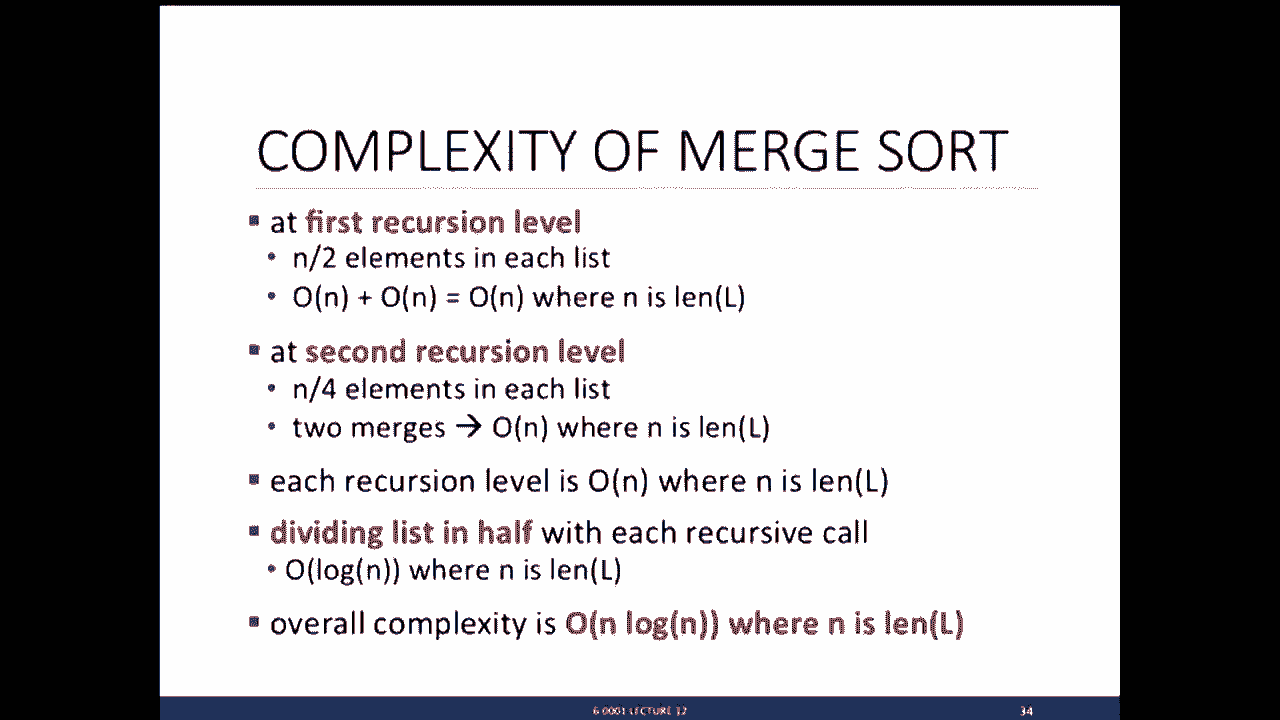 COMPLEXITY OF MERGE SORT
▪ at first recursion level
• n/2 elements in each list
• O(n) + O(n) = O(n) where n is len(L)
▪ at second recursion level
• n/4 elements in each list
• two merges → O(n) where n is len(L)
▪ each recursion level is O(n) where n is len(L)
▪ dividing list in half with each recursive call
• O(log(n)) where n is len(L)
▪ overall complexity is O(n log(n)) where n is len(L)
6.0001 LECTURE 12
34